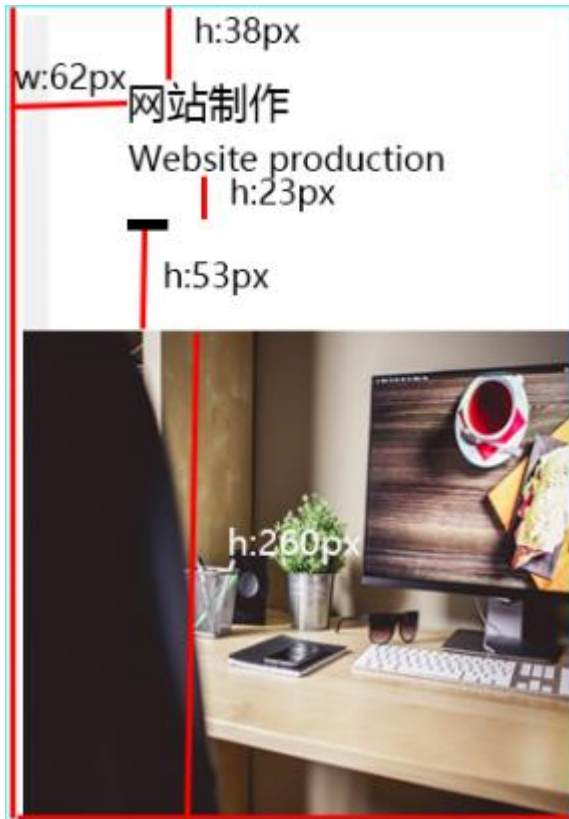 h:38px
w:62px
网站制作
Website production
h:23px
h:53px
h:260px